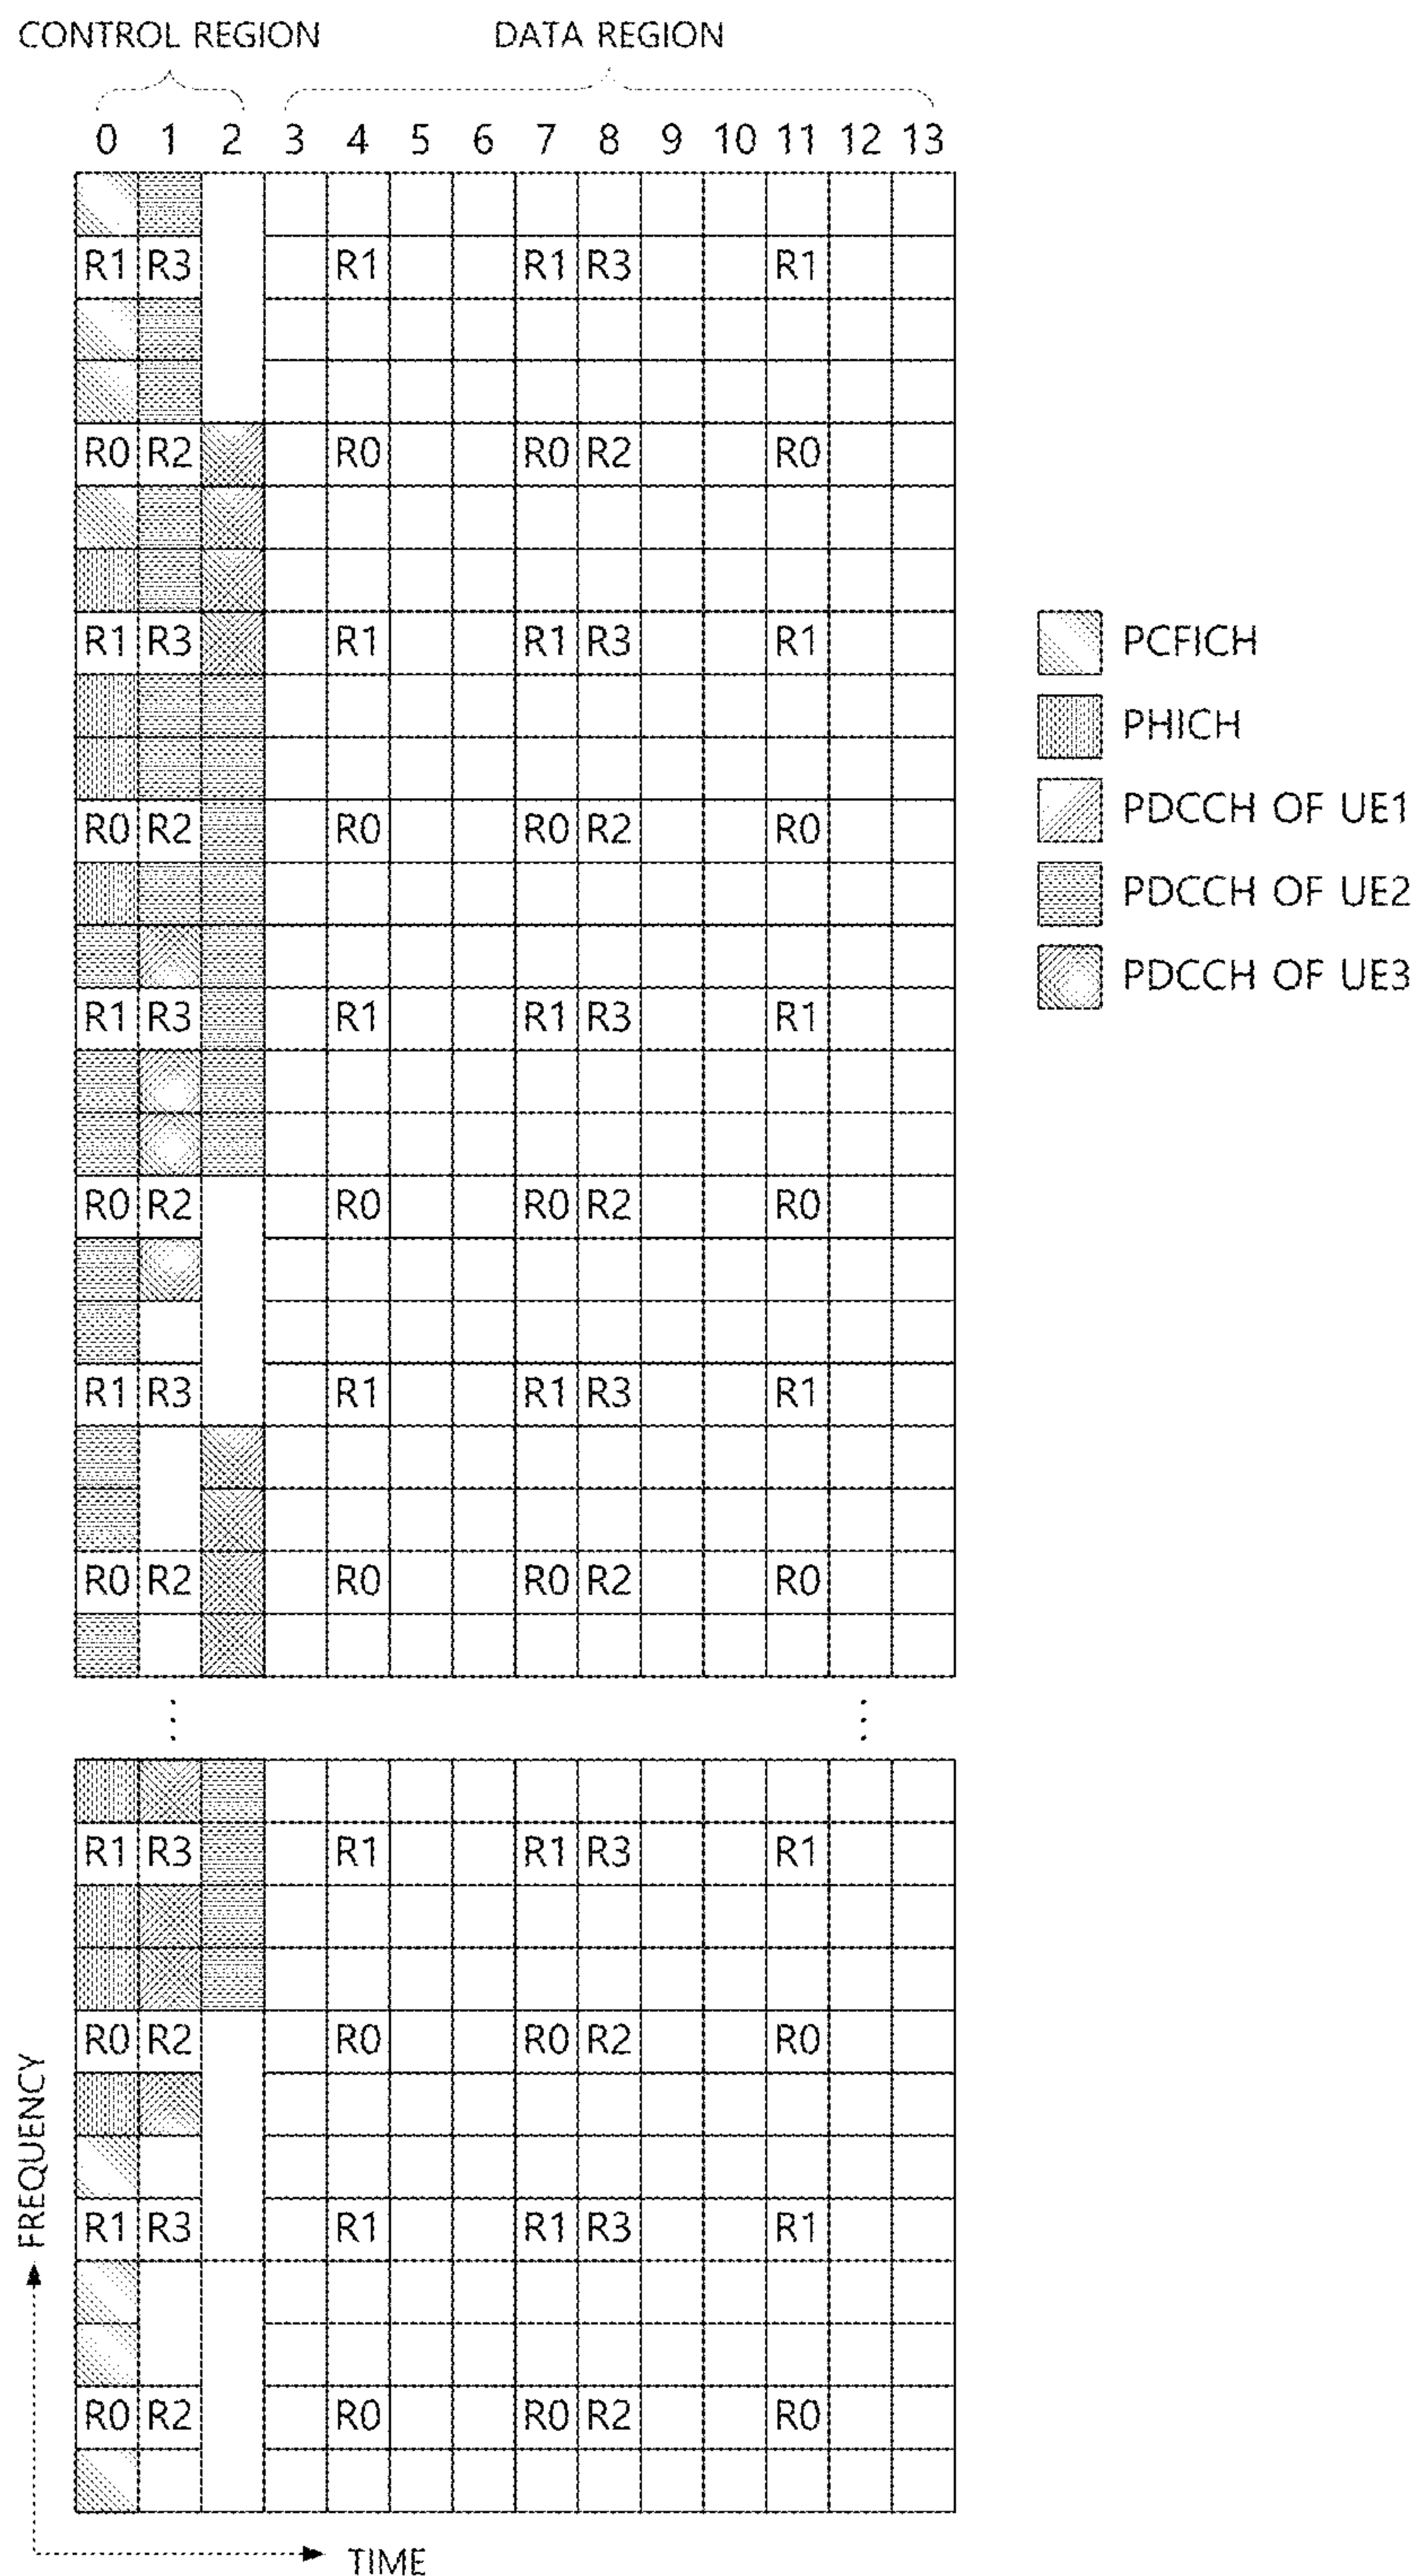 CONTROL REGION DATA REGION
0 1 2 3 4 5 6 7 8 9 10 11 12 13
R1 R3 R1 R1 R3 R1
R0 R2 R0 R0 R2 R0
R1 R3 R1 R1 R3 R1
R0 R2 R0 R0 R2 R0
R1 R3 R1 R1 R3 R1
R0 R2 R0 R0 R2 R0
R1 R3 R1 R1 R3 R1
R0 R2 R0 R0 R2 R0
R1 R3 R1 R1 R3 R1
R0 R2 R0 R0 R2 R0
R1 R3 R1 R1 R3 R1
R0 R2 R0 R0 R2 R0
PCFICH
PHICH
PDCCH OF UE1
PDCCH OF UE2
PDCCH OF UE3
FREQUENCY
TIME